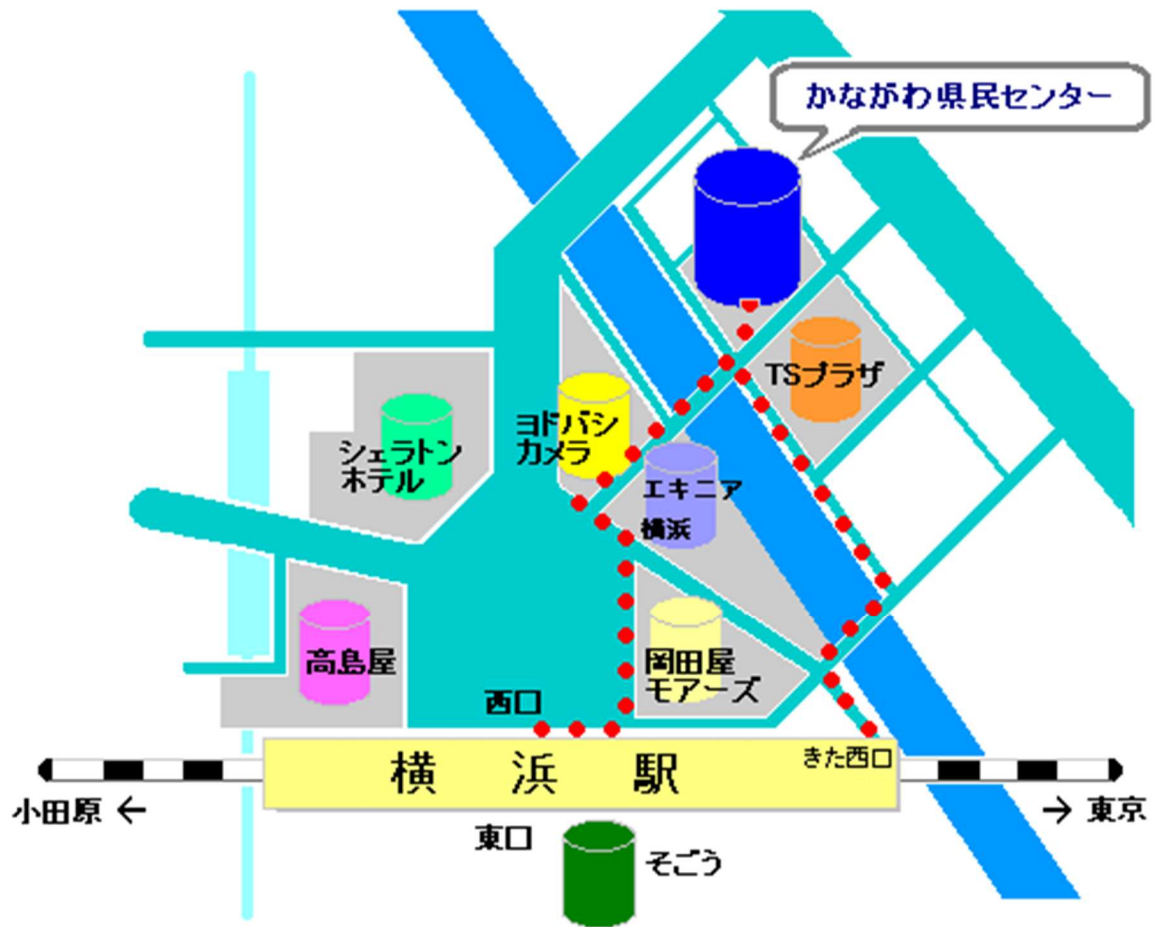 かながわ県民センター
TSプラザ
ヨドバシ
カメラ
シェラトン
ホテル
エキニア
横浜
高島屋
岡田屋
モアーズ
西口
横浜駅
きた西口
小田原 ←
→ 東京
東口
そごう